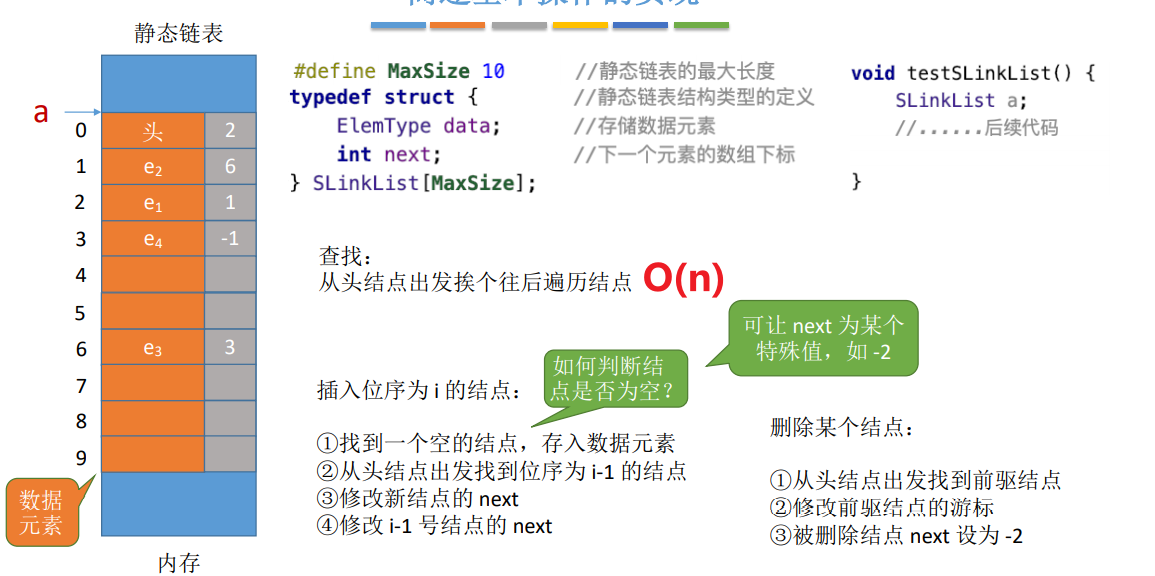 静态链表
a
0 头 2
1 e₂ 6
2 e₁ 1
3 e₄ -1
4
5
6 e₃ 3
7
8
9
数据
元素
内存
#define MaxSize 10 //静态链表的最大长度
typedef struct { //静态链表结构类型的定义
ElemType data; //存储数据元素
int next; //下一个元素的数组下标
} SLinkList[MaxSize];
void testSLinkList() {
SLinkList a;
//......后续代码
}
查找：
从头结点出发挨个往后遍历结点 O(n)
可让 next 为某个
特殊值，如 -2
如何判断结
点是否为空？
插入位序为 i 的结点：
①找到一个空的结点，存入数据元素
②从头结点出发找到位序为 i-1 的结点
③修改新结点的 next
④修改 i-1 号结点的 next
删除某个结点：
①从头结点出发找到前驱结点
②修改前驱结点的游标
③被删除结点 next 设为 -2